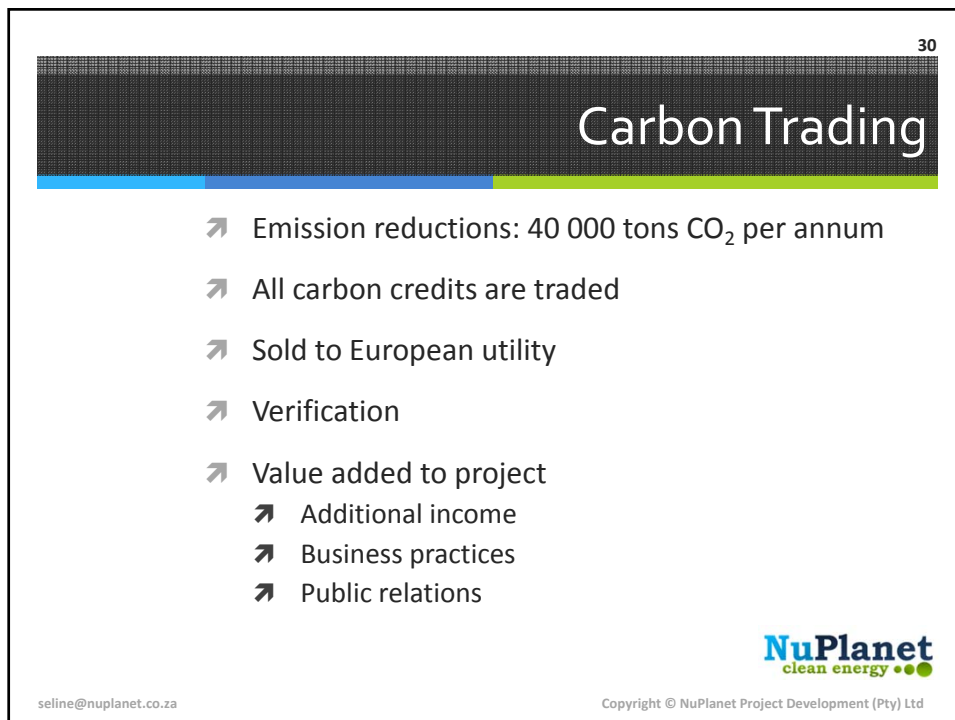 30
Carbon Trading
Emission reductions: 40 000 tons CO₂ per annum
All carbon credits are traded
Sold to European utility
Verification
Value added to project
Additional income
Business practices
Public relations
NuPlanet
clean energy
seline@nuplanet.co.za
Copyright © NuPlanet Project Development (Pty) Ltd